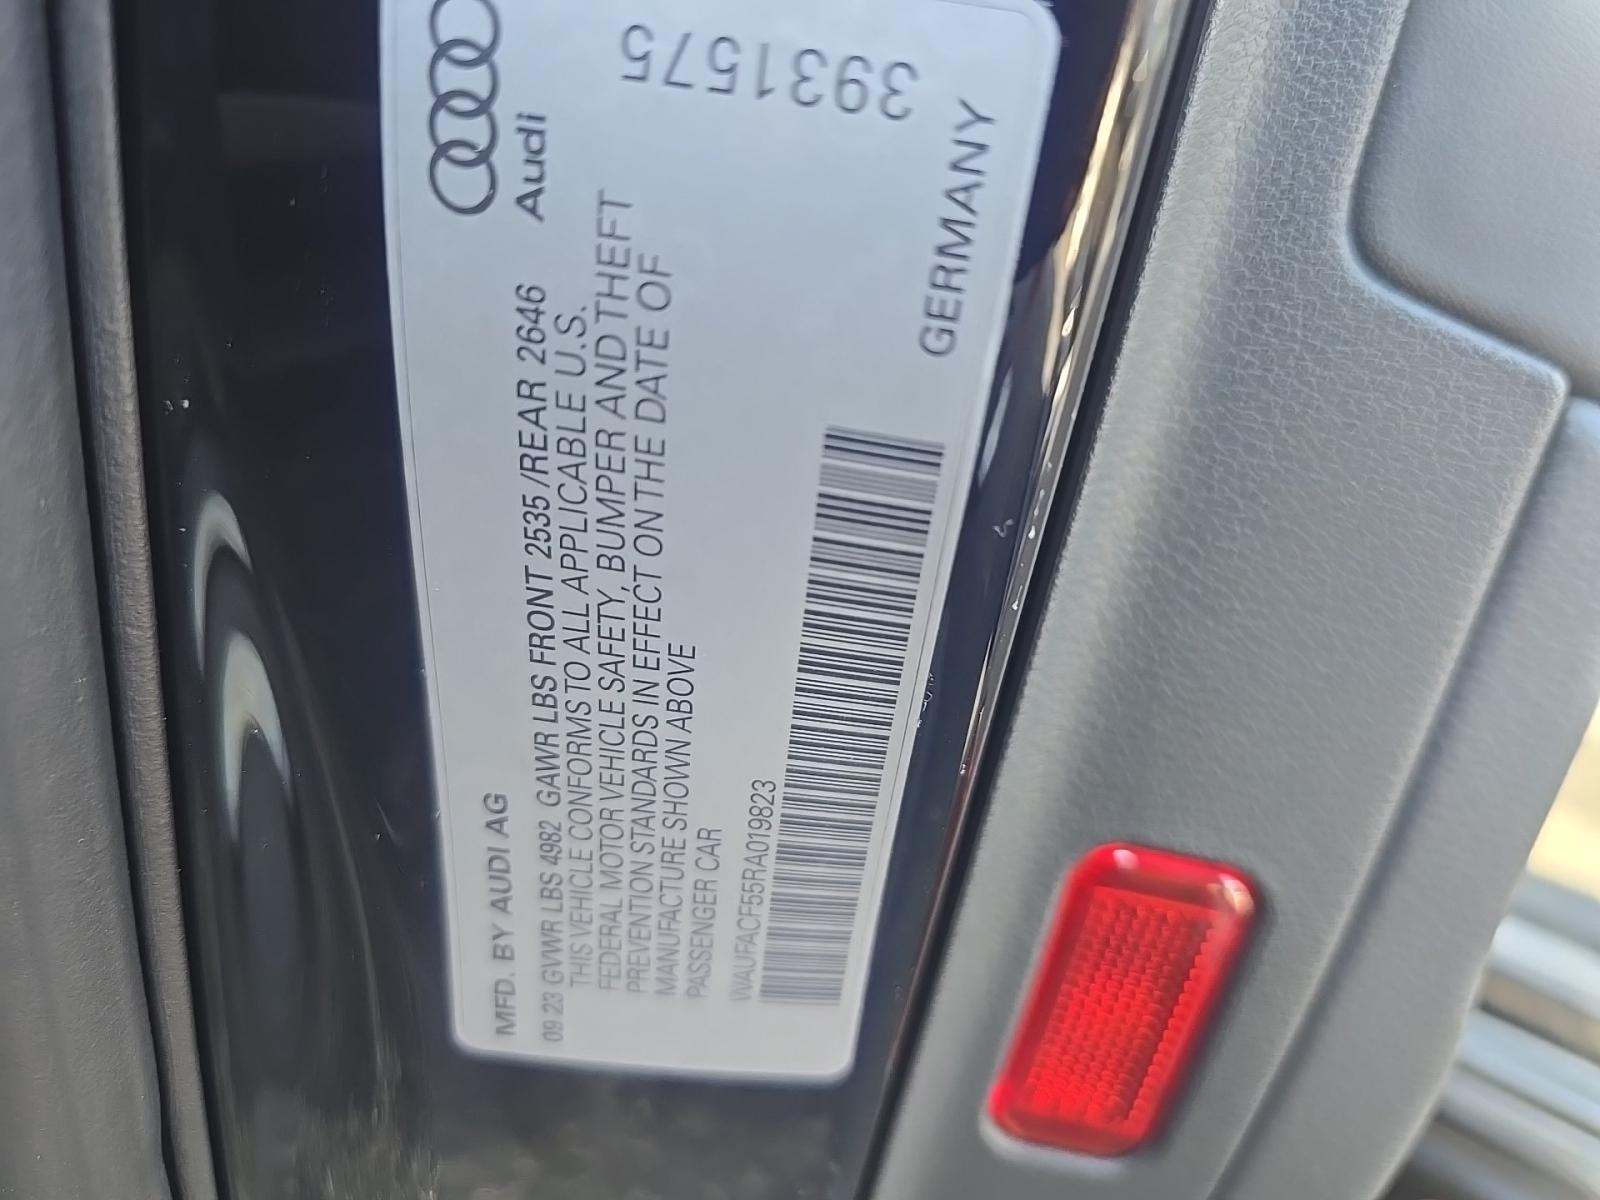 Audi
MFD. BY AUDI AG
09 23 GVWR LBS 4982 GAWR LBS FRONT 2535 /REAR 2646
THIS VEHICLE CONFORMS TO ALL APPLICABLE U.S.
FEDERAL MOTOR VEHICLE SAFETY, BUMPER AND THEFT
PREVENTION STANDARDS IN EFFECT ON THE DATE OF
MANUFACTURE SHOWN ABOVE
PASSENGER CAR
WAUFACF55RA019823
GERMANY
3931575